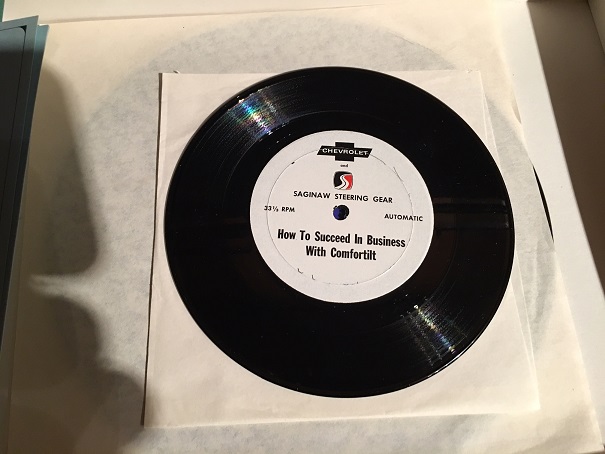 CHEVROLET
and
SAGINAW STEERING GEAR
33⅓ RPM
AUTOMATIC
How To Succeed In Business
With Comfortilt